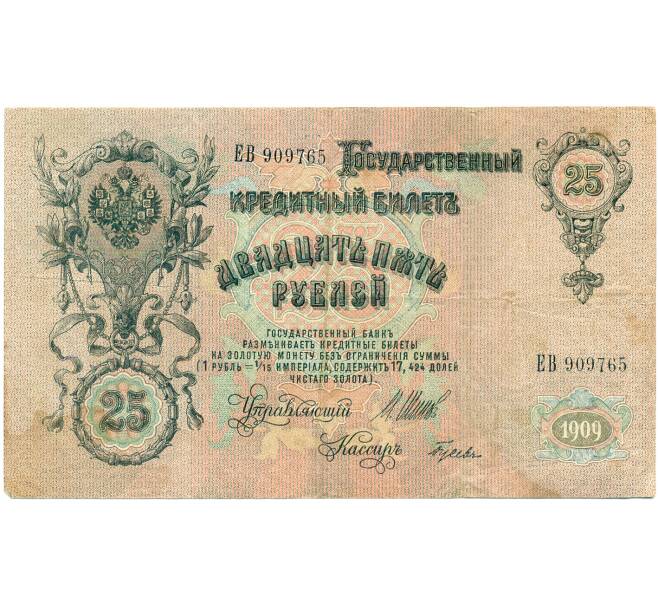 ЕВ 909765
Государственный
25
Кредитный Билетъ
Двадцать пять
рублей
ГОСУДАРСТВЕННЫЙ БАНКЪ
РАЗМѢНИВАЕТЪ КРЕДИТНЫЕ БИЛЕТЫ
НА ЗОЛОТУЮ МОНЕТУ БЕЗЪ ОГРАНИЧЕНІЯ СУММЫ
(1 РУБЛЬ = 1/15 ИМПЕРІАЛА, СОДЕРЖИТЪ 17, 424 ДОЛЕЙ
ЧИСТАГО ЗОЛОТА)
ЕВ 909765
25
Управляющій
1909
Кассиръ